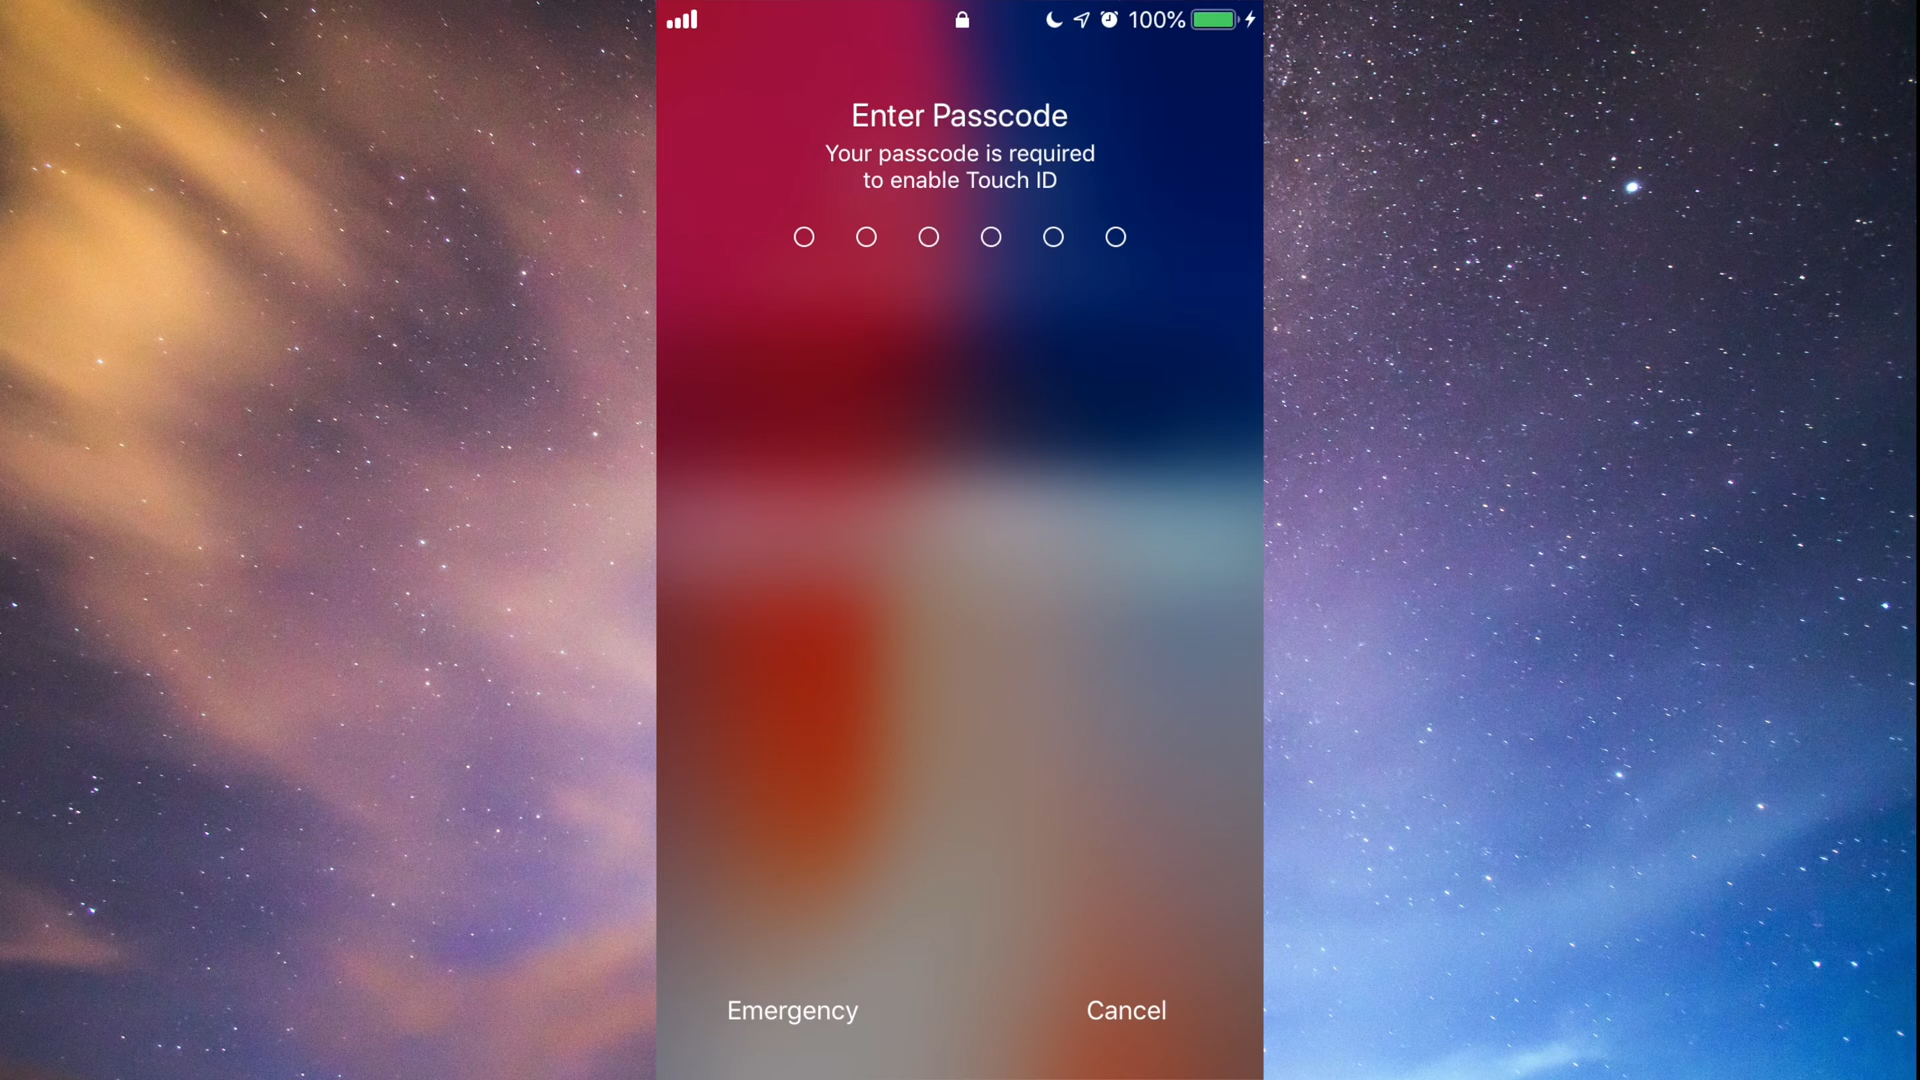 100%
Enter Passcode
Your passcode is required
to enable Touch ID
Emergency
Cancel